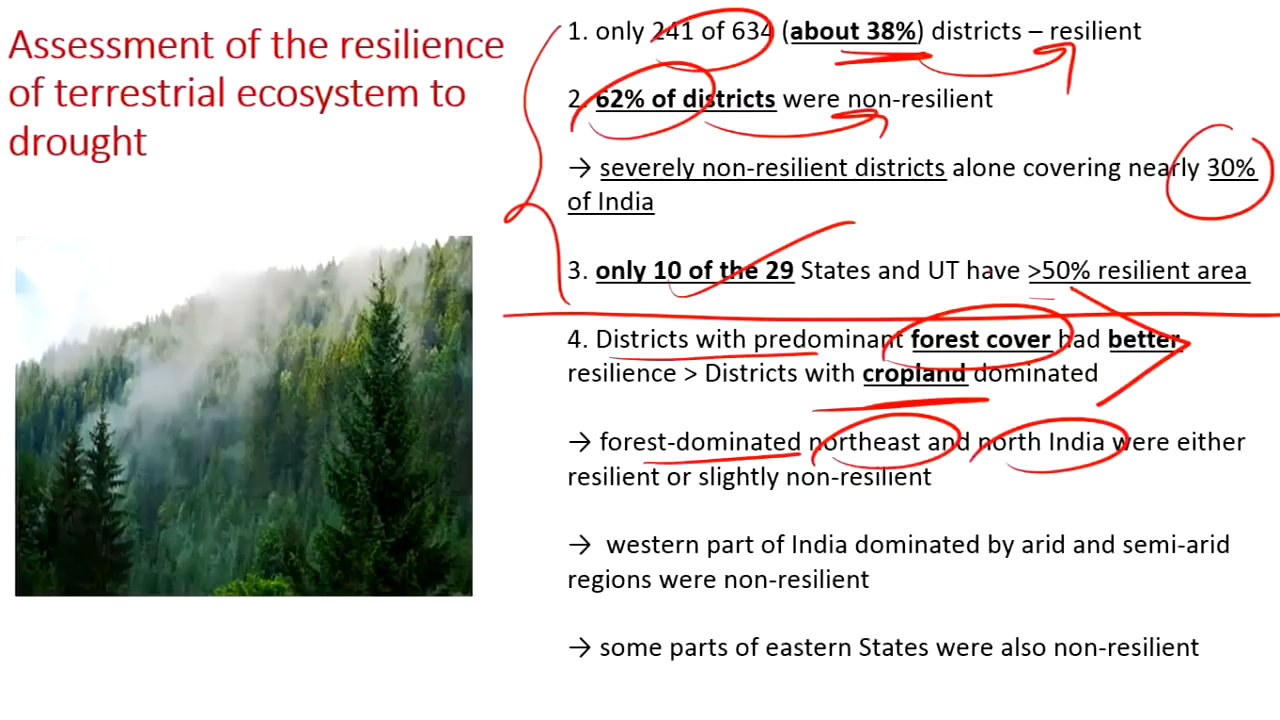 Assessment of the resilience
of terrestrial ecosystem to
drought
1. only 241 of 634 (about 38%) districts – resilient
2. 62% of districts were non-resilient
→ severely non-resilient districts alone covering nearly 30%
of India
3. only 10 of the 29 States and UT have >50% resilient area
4. Districts with predominant forest cover had better
resilience > Districts with cropland dominated
→ forest-dominated northeast and north India were either
resilient or slightly non-resilient
→ western part of India dominated by arid and semi-arid
regions were non-resilient
→ some parts of eastern States were also non-resilient